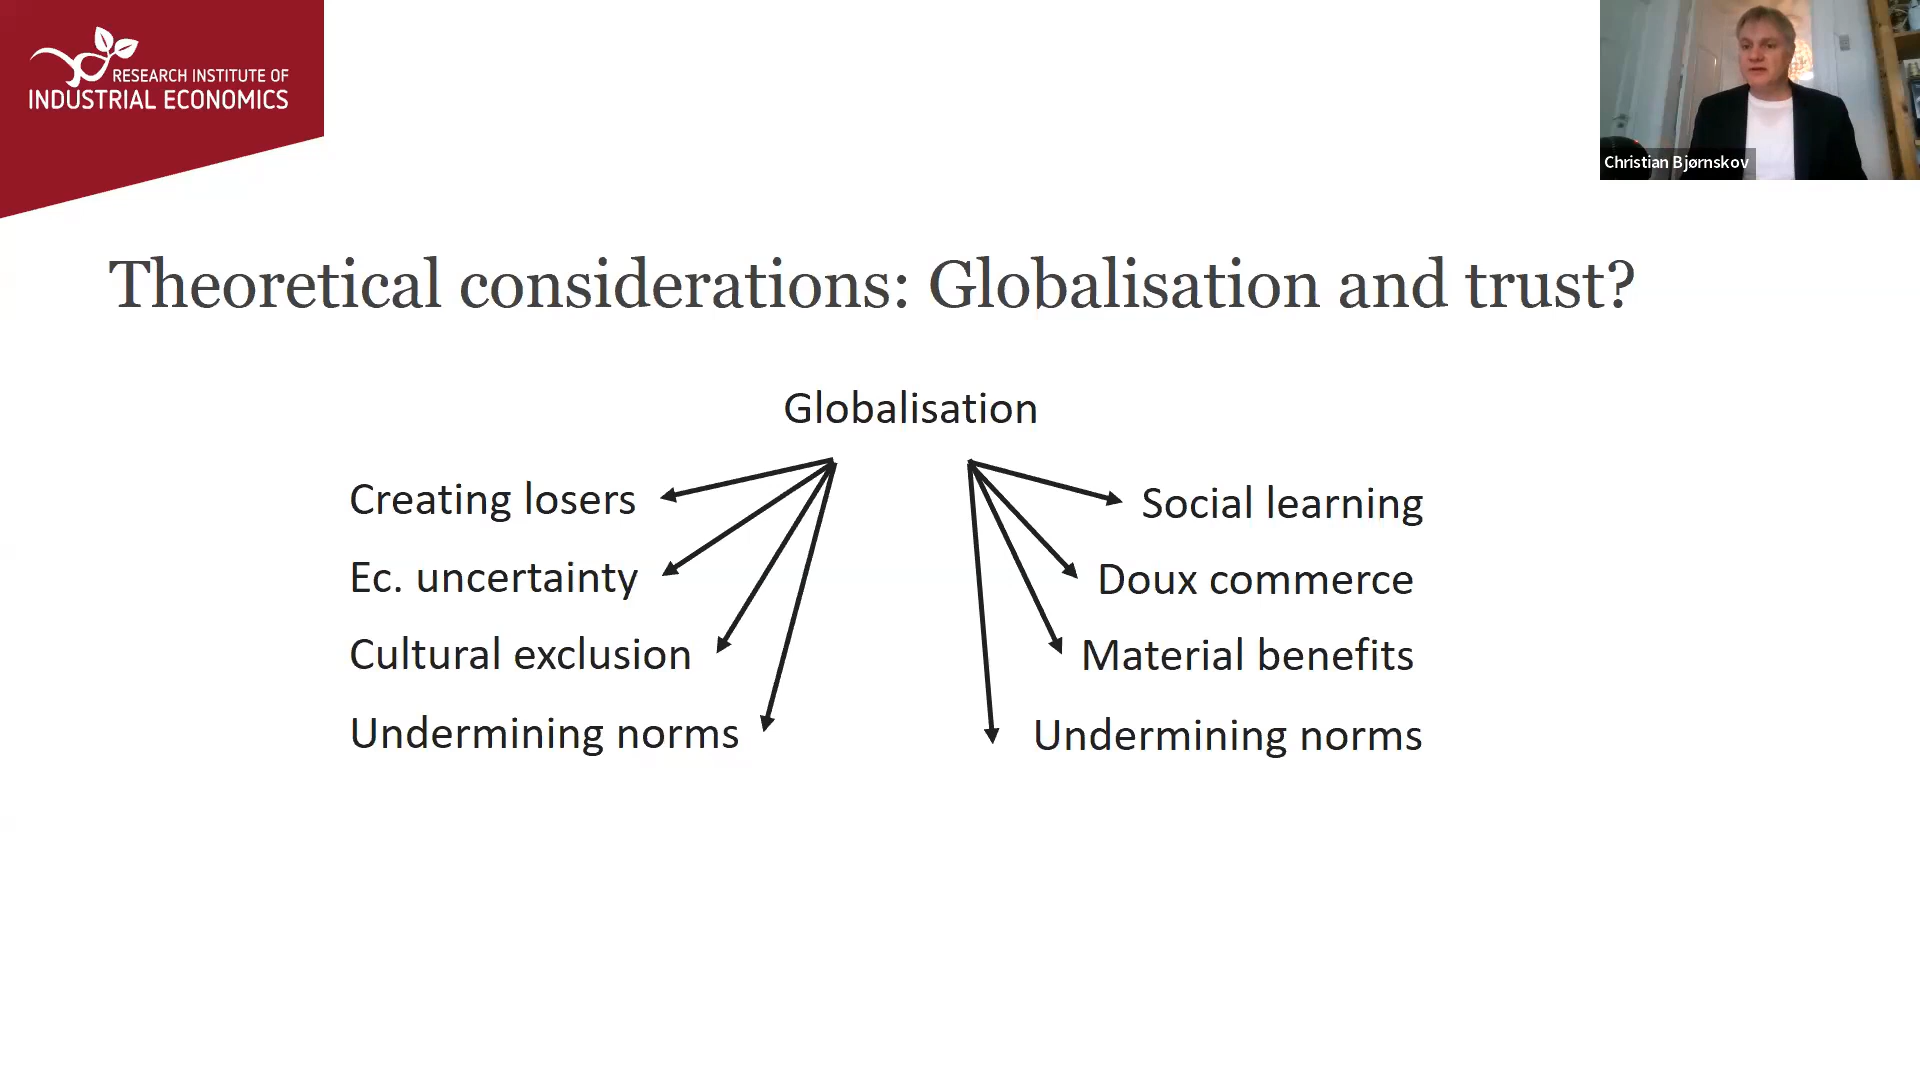 RESEARCH INSTITUTE OF
INDUSTRIAL ECONOMICS
Christian Bjørnskov
Theoretical considerations: Globalisation and trust?
Globalisation
Creating losers
Ec. uncertainty
Cultural exclusion
Undermining norms
Social learning
Doux commerce
Material benefits
Undermining norms